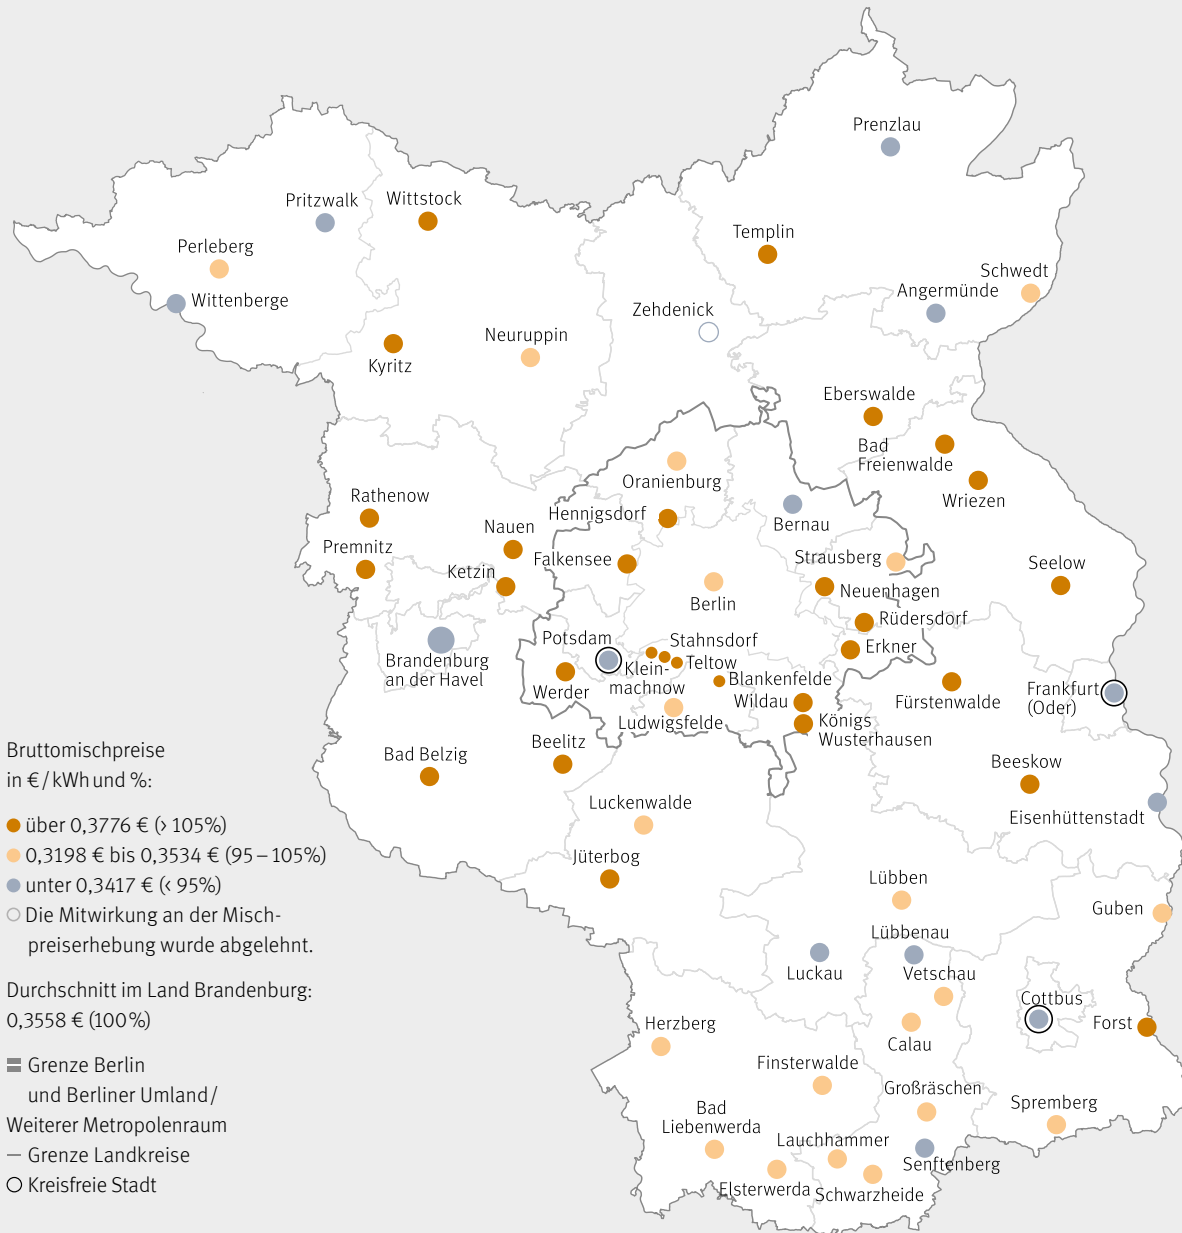 Prenzlau
Pritzwalk
Wittstock
Templin
Perleberg
Schwedt
Angermünde
Wittenberge
Zehdenick
Neuruppin
Kyritz
Eberswalde
Bad
Freienwalde
Oranienburg
Wriezen
Rathenow
Hennigsdorf
Nauen
Bernau
Premnitz
Falkensee
Strausberg
Seelow
Ketzin
Neuenhagen
Berlin
Rüdersdorf
Potsdam
Stahnsdorf
Erkner
Brandenburg
an der Havel
Klein-
machnow
Teltow
Blankenfelde
Werder
Wildau
Fürstenwalde
Frankfurt
(Oder)
Ludwigsfelde
Königs
Wusterhausen
Beelitz
Bad Belzig
Beeskow
Luckenwalde
Eisenhüttenstadt
Jüterbog
Lübben
Guben
Lübbenau
Luckau
Vetschau
Cottbus
Herzberg
Forst
Calau
Finsterwalde
Großräschen
Bad
Liebenwerda
Spremberg
Lauchhammer
Senftenberg
Elsterwerda
Schwarzheide
Bruttomischpreise
in €/kWh und %:
über 0,3776 € (› 105%)
0,3198 € bis 0,3534 € (95 – 105%)
unter 0,3417 € (‹ 95%)
Die Mitwirkung an der Misch-
preiserhebung wurde abgelehnt.
Durchschnitt im Land Brandenburg:
0,3558 € (100%)
Grenze Berlin
und Berliner Umland/
Weiterer Metropolenraum
Grenze Landkreise
Kreisfreie Stadt